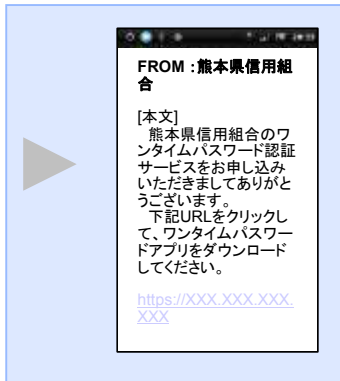 FROM :熊本県信用組
合
[本文]
熊本県信用組合のワ
ンタイムパスワード認証
サービスをお申し込み
いただきましてありがと
うございます。
下記URLをクリックし
て、ワンタイムパスワー
ドアプリをダウンロード
してください。
https://XXX.XXX.XXX.
XXX